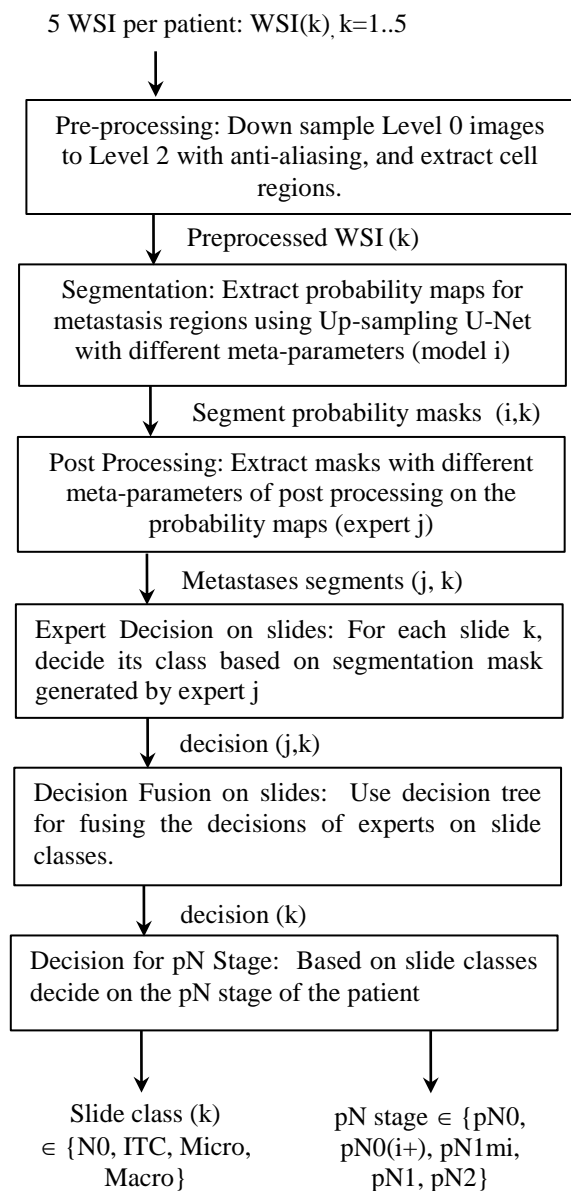 5 WSI per patient: WSI(k), k=1..5
Pre-processing: Down sample Level 0 images
to Level 2 with anti-aliasing, and extract cell
regions.
Preprocessed WSI (k)
Segmentation: Extract probability maps for
metastasis regions using Up-sampling U-Net
with different meta-parameters (model i)
Segment probability masks (i,k)
Post Processing: Extract masks with different
meta-parameters of post processing on the
probability maps (expert j)
Metastases segments (j, k)
Expert Decision on slides: For each slide k,
decide its class based on segmentation mask
generated by expert j
decision (j,k)
Decision Fusion on slides: Use decision tree
for fusing the decisions of experts on slide
classes.
decision (k)
Decision for pN Stage: Based on slide classes
decide on the pN stage of the patient
Slide class (k)
∈ {N0, ITC, Micro,
Macro}
pN stage ∈ {pN0,
pN0(i+), pN1mi,
pN1, pN2}